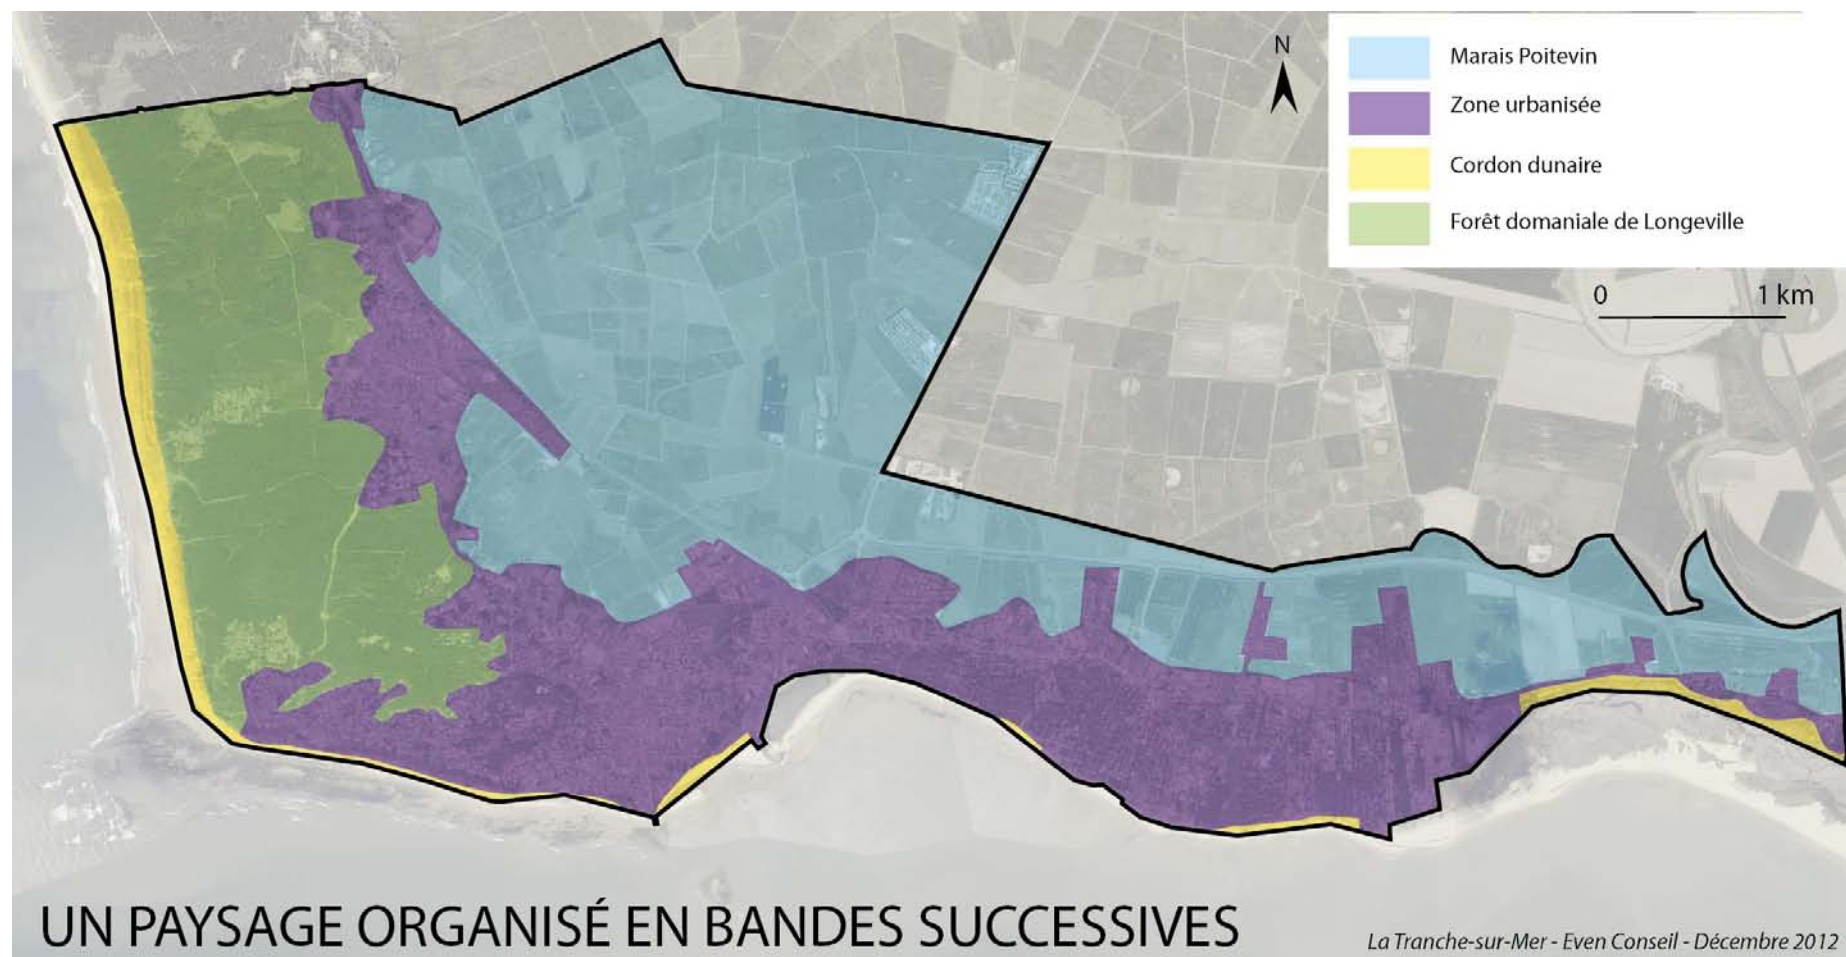 N
Marais Poitevin
Zone urbanisée
Cordon dunaire
Forêt domaniale de Longeville
0 1 km
UN PAYSAGE ORGANISÉ EN BANDES SUCCESSIVES
La Tranche-sur-Mer - Even Conseil - Décembre 2012